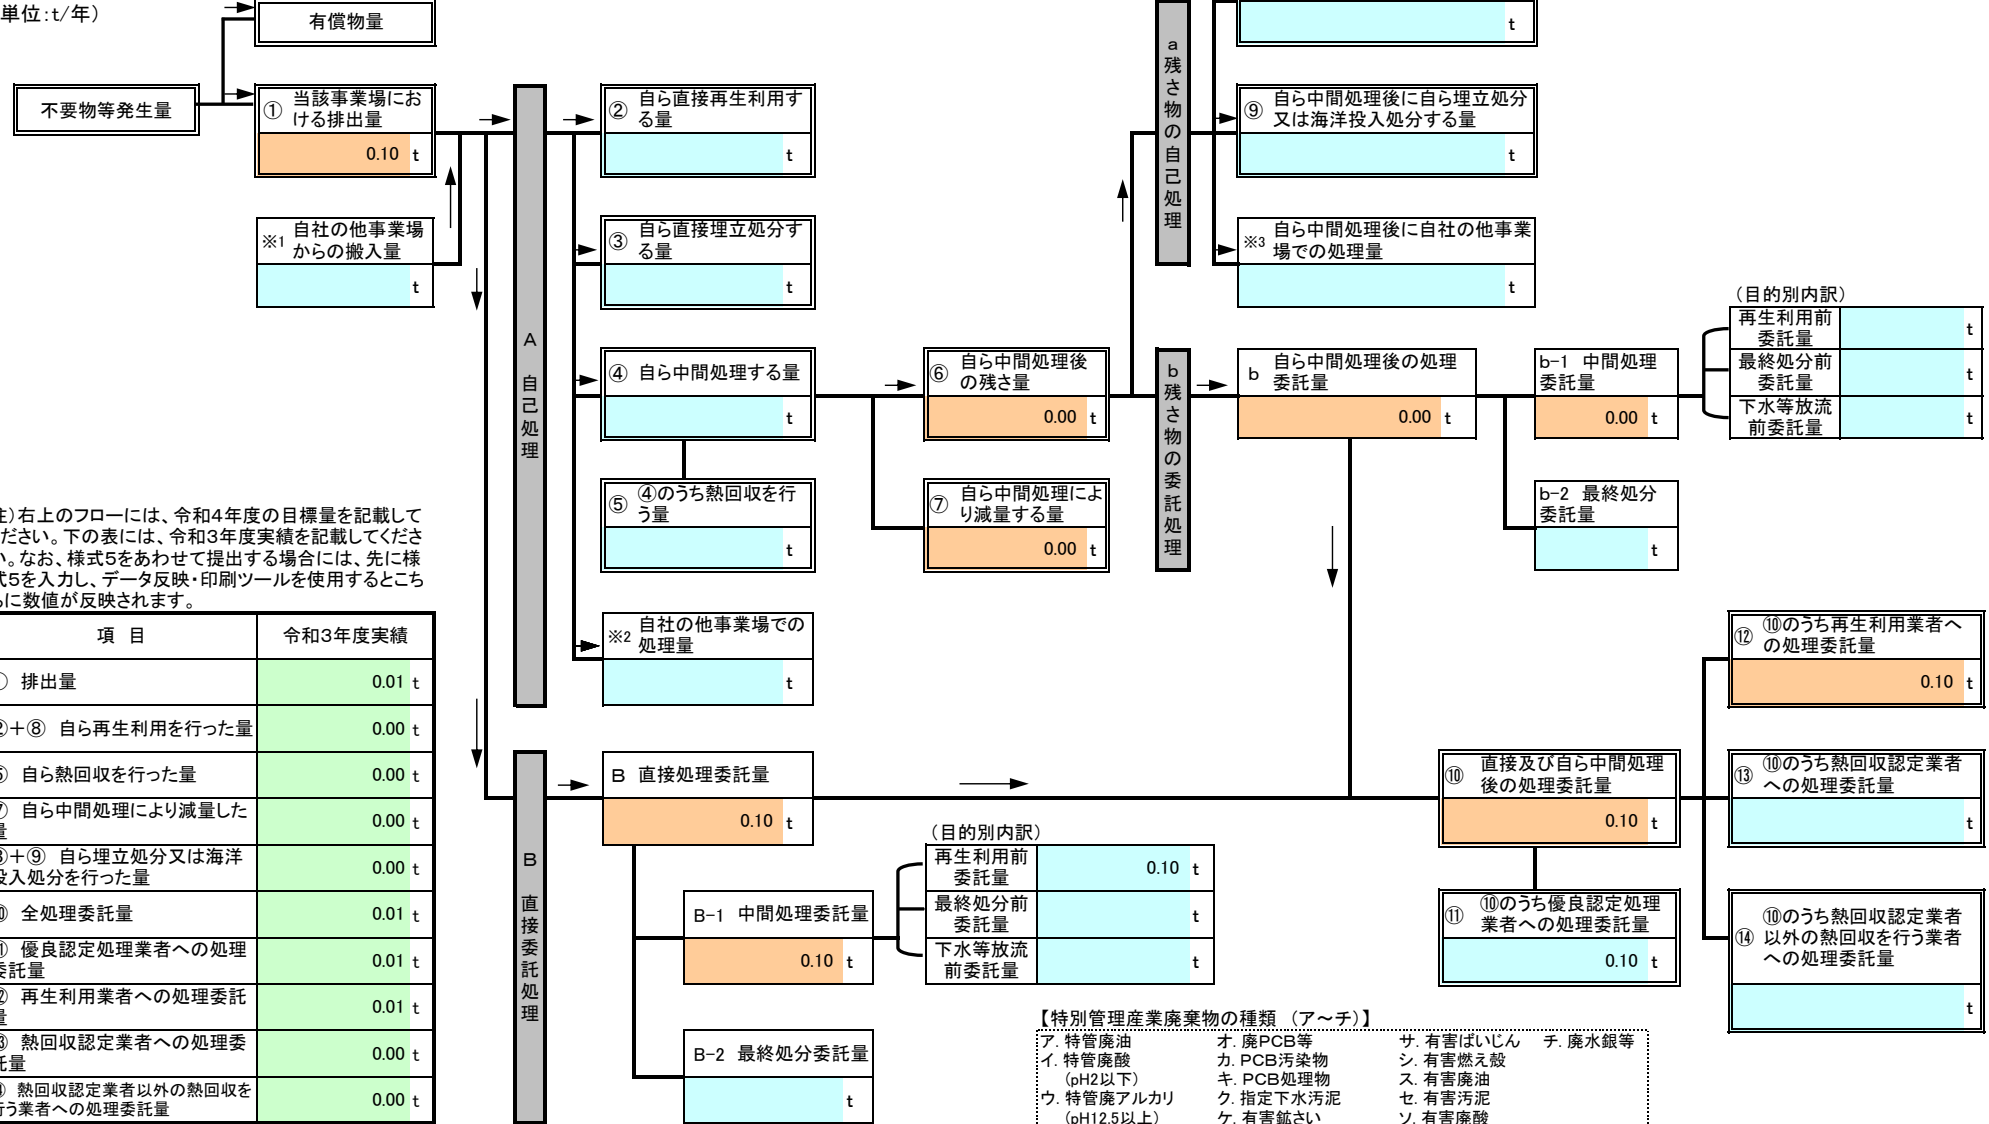 単位:t/年)
有償物量
不要物等発生量
① 当該事業場にお
ける排出量
0.10 t
※1 自社の他事業場
からの搬入量
t
A 自己処理
② 自ら直接再生利用す
る量
t
③ 自ら直接埋立処分す
る量
t
④ 自ら中間処理する量
t
⑤ ④のうち熱回収を行
う量
t
※2 自社の他事業場での
処理量
t
⑥ 自ら中間処理後
の残さ量
0.00 t
⑦ 自ら中間処理によ
り減量する量
0.00 t
a残さ物の自己処理
t
⑨ 自ら中間処理後に自ら埋立処分
又は海洋投入処分する量
t
※3 自ら中間処理後に自社の他事業
場での処理量
t
b残さ物の委託処理
b 自ら中間処理後の処理
委託量
0.00 t
b-1 中間処理
委託量
0.00 t
(目的別内訳)
再生利用前
委託量
t
最終処分前
委託量
t
下水等放流
前委託量
t
b-2 最終処分
委託量
t
)右上のフローには、令和4年度の目標量を記載して
ださい。下の表には、令和3年度実績を記載してくださ
。なお、様式5をあわせて提出する場合には、先に様
式5を入力し、データ反映・印刷ツールを使用するとこち
に数値が反映されます。
項 目 令和3年度実績
排出量 0.01 t
②+⑧ 自ら再生利用を行った量 0.00 t
自ら熱回収を行った量 0.00 t
⑦ 自ら中間処理により減量した
量 0.00 t
③+⑨ 自ら埋立処分又は海洋
投入処分を行った量 0.00 t
⑩ 全処理委託量 0.01 t
⑪ 優良認定処理業者への処理
委託量 0.01 t
⑫ 再生利用業者への処理委託
量 0.01 t
⑬ 熱回収認定業者への処理委
託量 0.00 t
熱回収認定業者以外の熱回収を
行う業者への処理委託量 0.00 t
B 直接委託処理
B 直接処理委託量
0.10 t
B-1 中間処理委託量
0.10 t
(目的別内訳)
再生利用前
委託量
0.10 t
最終処分前
委託量
t
下水等放流
前委託量
t
B-2 最終処分委託量
t
⑩ 直接及び自ら中間処理
後の処理委託量
0.10 t
⑪ ⑩のうち優良認定処理
業者への処理委託量
0.10 t
⑫ ⑩のうち再生利用業者へ
の処理委託量
0.10 t
⑬ ⑩のうち熱回収認定業者
への処理委託量
t
⑭ ⑩のうち熱回収認定業者
以外の熱回収を行う業者
への処理委託量
t
【特別管理産業廃棄物の種類 (ア～チ)】
ア. 特管廃油 オ. 廃PCB等 サ. 有害ばいじん チ. 廃水銀等
イ. 特管廃酸 カ. PCB汚染物 シ. 有害燃え殻
(pH2以下) キ. PCB処理物 ス. 有害廃油
ウ. 特管廃アルカリ ク. 指定下水汚泥 セ. 有害汚泥
(pH12.5以上) ケ. 有害鉱さい ソ. 有害廃酸